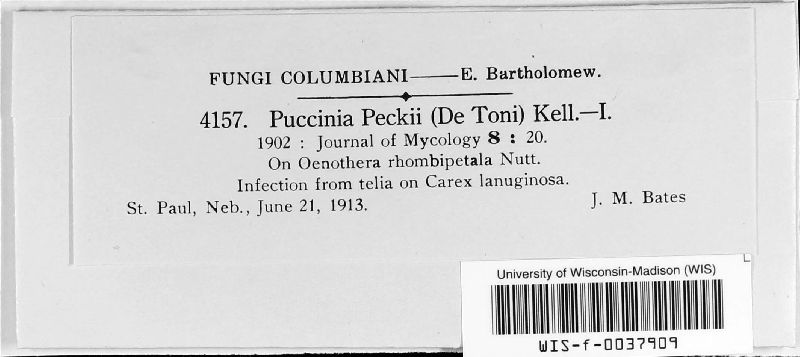 FUNGI COLUMBIANI——E. Bartholomew.
4157. Puccinia Peckii (De Toni) Kell.—I.
1902 : Journal of Mycology 8 : 20.
On Oenothera rhombipetala Nutt.
Infection from telia on Carex lanuginosa.
St. Paul, Neb., June 21, 1913. J. M. Bates
University of Wisconsin-Madison (WIS)
WIS-f-0037909